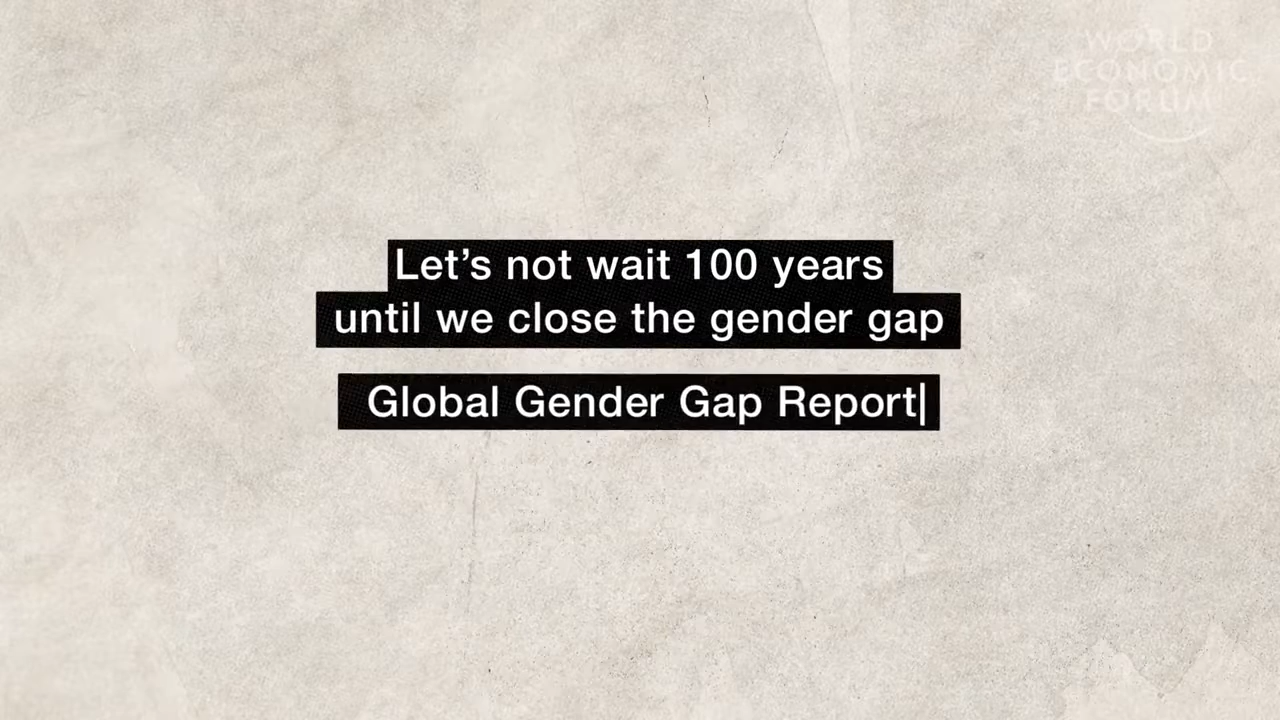 WORLD
ECONOMIC
FORUM
Let’s not wait 100 years
until we close the gender gap
Global Gender Gap Report